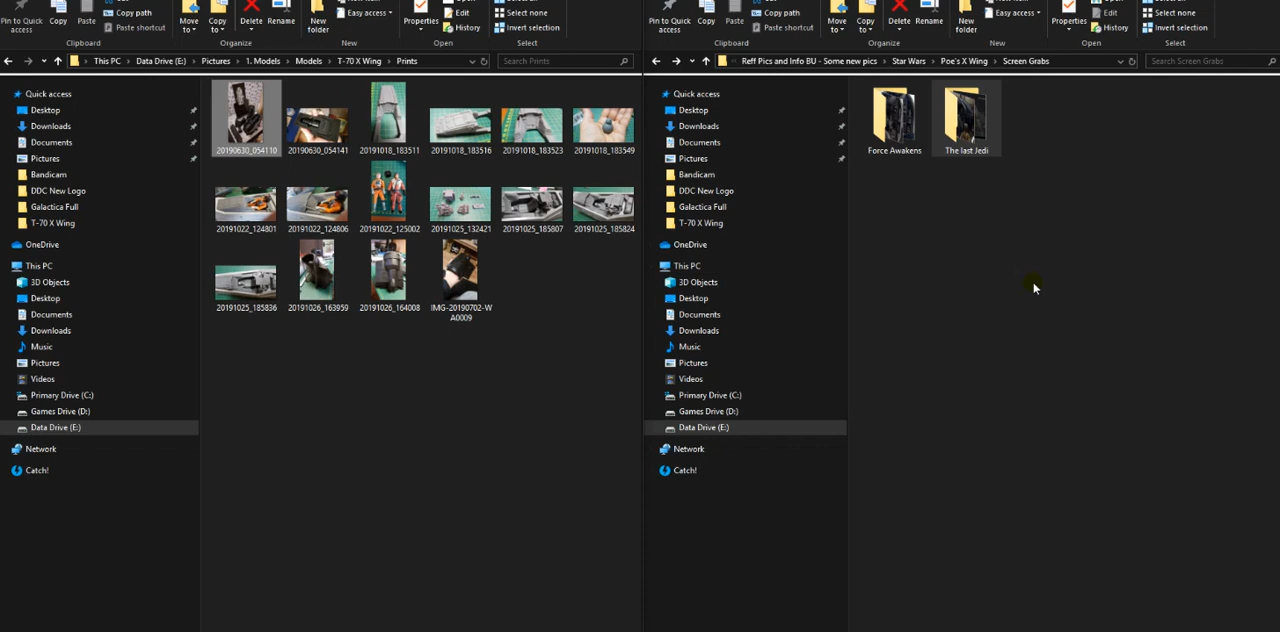 Pin to Quick access
Copy
Paste
Copy path
Paste shortcut
Clipboard
Move to
Copy to
Delete
Rename
Organize
New folder
Easy access
New
Properties
Edit
History
Open
Select none
Invert selection
Select
This PC > Data Drive (E:) > Pictures > 1. Models > Models > T-70 X Wing > Prints
Search Prints
Quick access
Desktop
Downloads
Documents
Pictures
Bandicam
DDC New Logo
Galactica Full
T-70 X Wing
OneDrive
This PC
3D Objects
Desktop
Documents
Downloads
Music
Pictures
Videos
Primary Drive (C:)
Games Drive (D:)
Data Drive (E:)
Network
Catch!
20190630_054110
20190630_054141
20191018_183511
20191018_183516
20191018_183523
20191018_183549
20191022_124801
20191022_124806
20191022_125002
20191025_132421
20191025_185807
20191025_185824
20191025_185836
20191026_163959
20191026_164008
IMG-20190702-W
A0009
Pin to Quick access
Copy
Paste
Copy path
Paste shortcut
Clipboard
Move to
Copy to
Delete
Rename
Organize
New folder
Easy access
New
Properties
Edit
History
Open
Select none
Invert selection
Select
« Reff Pics and Info BU - Some new pics > Star Wars > Poe's X Wing > Screen Grabs
Search Screen Grabs
Quick access
Desktop
Downloads
Documents
Pictures
Bandicam
DDC New Logo
Galactica Full
T-70 X Wing
OneDrive
This PC
3D Objects
Desktop
Documents
Downloads
Music
Pictures
Videos
Primary Drive (C:)
Games Drive (D:)
Data Drive (E:)
Network
Catch!
Force Awakens
The last Jedi